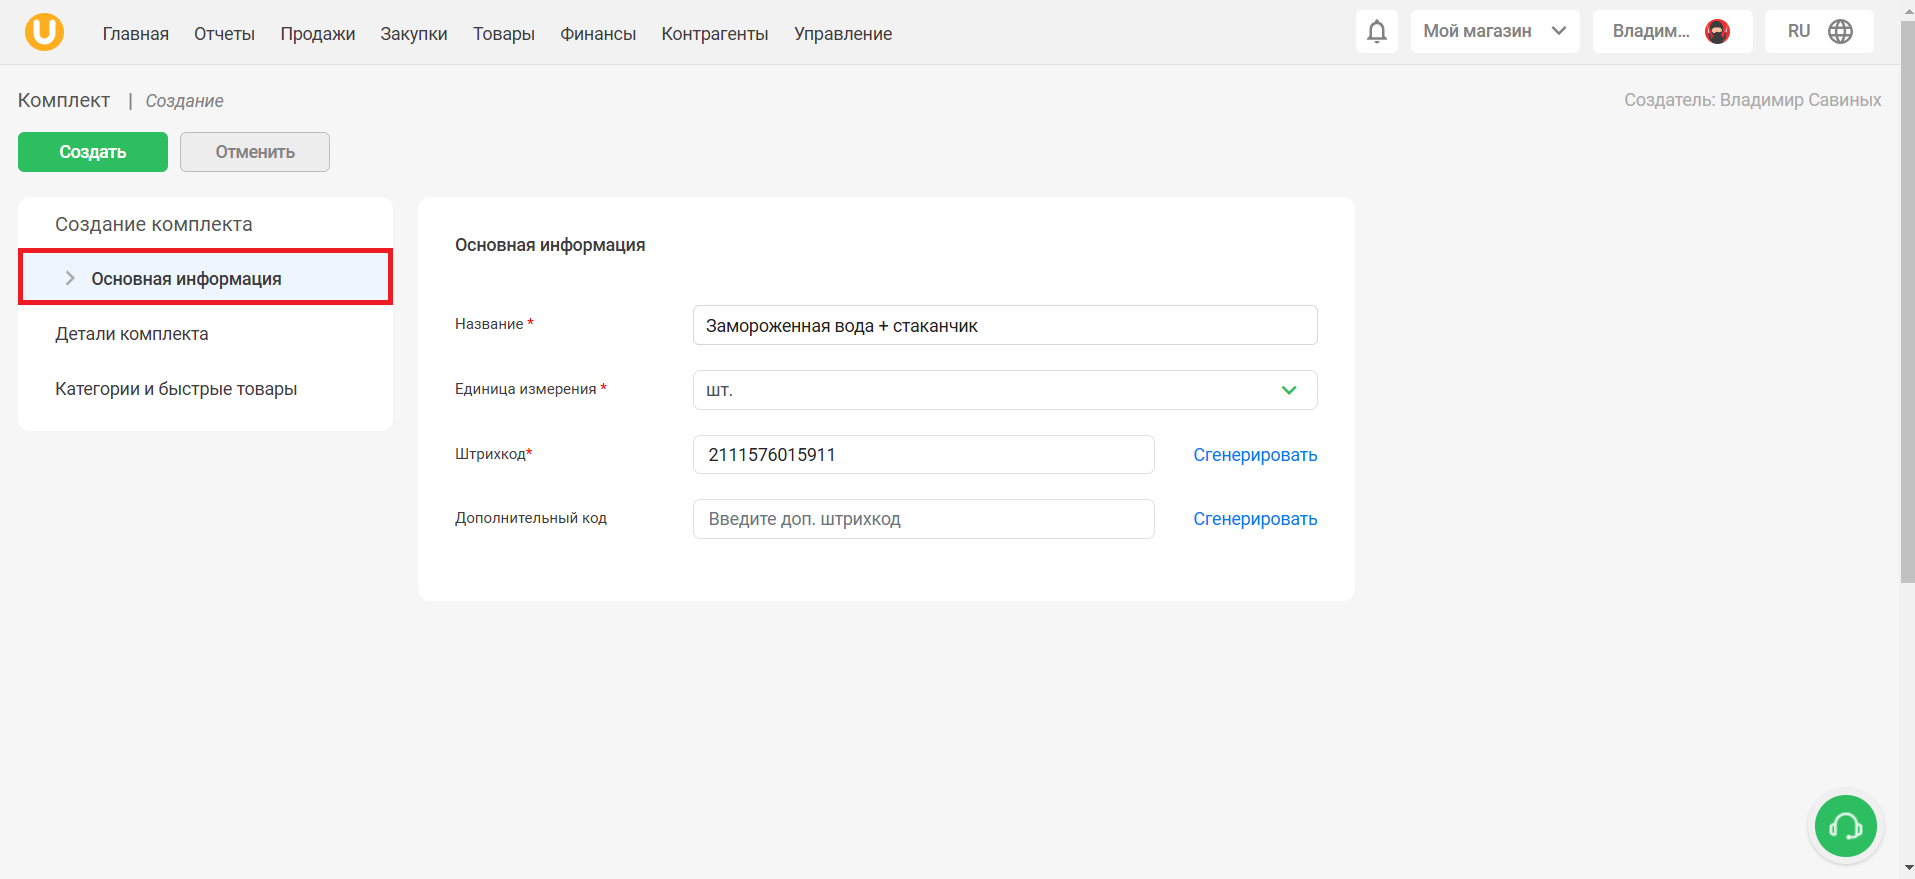 Главная Отчеты Продажи Закупки Товары Финансы Контрагенты Управление Мой магазин Владим... RU
Комплект | Создание Создатель: Владимир Савиных
Создать Отменить
Создание комплекта
Основная информация
Детали комплекта
Категории и быстрые товары
Основная информация
Название *
Замороженная вода + стаканчик
Единица измерения *
шт.
Штрихкод*
2111576015911
Сгенерировать
Дополнительный код
Введите доп. штрихкод
Сгенерировать